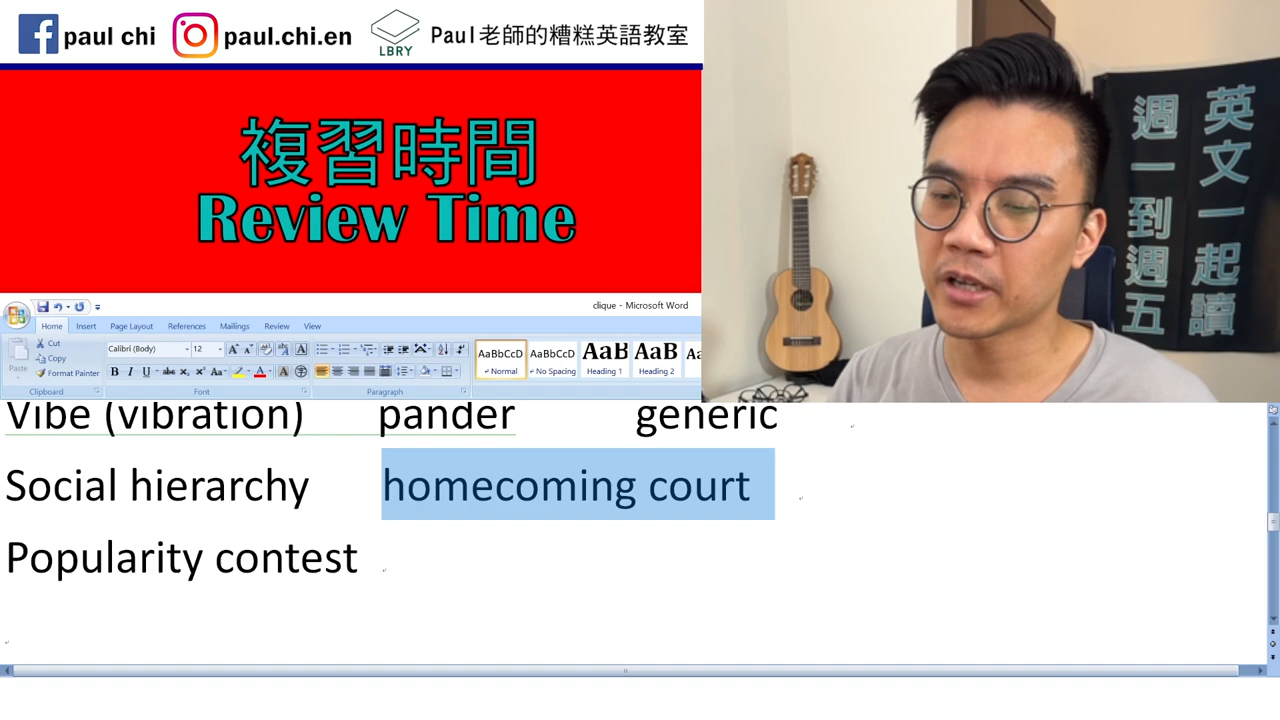 paul chi paul.chi.en LBRY Paul老師的糟糕英語教室
複習時間
Review Time
clique - Microsoft Word
Home Insert Page Layout References Mailings Review View
Cut
Copy
Format Painter
Paste
Calibri (Body) 12
AaBbCcD AaBbCcD AaBb AaB Aa
Normal No Spacing Heading 1 Heading 2
Clipboard Font Paragraph
Vibe (vibration) pander generic
Social hierarchy homecoming court
Popularity contest
英文一起讀
週一到週五